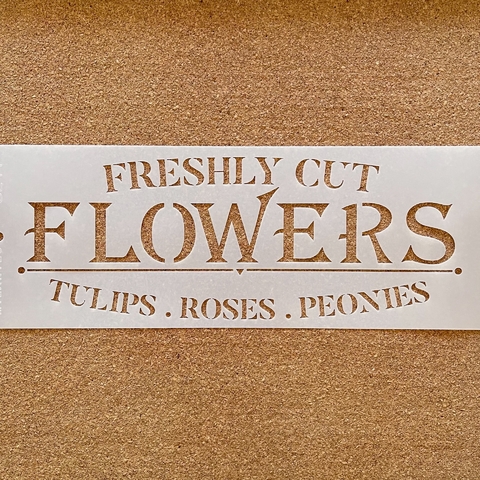 FRESHLY CUT
FLOWERS
TULIPS . ROSES . PEONIES